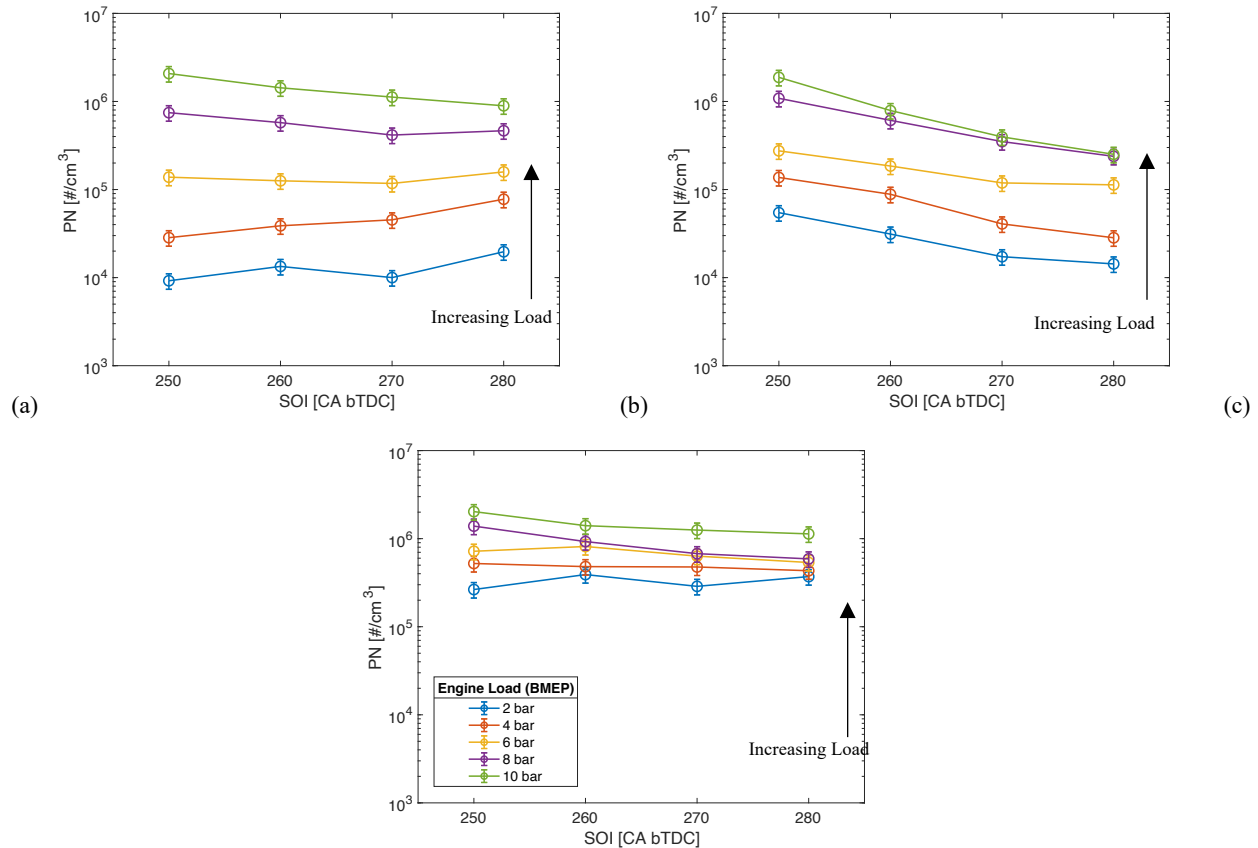 10^7
10^6
10^5
10^4
10^3
PN [#/cm^3]
250 260 270 280
SOI [CA bTDC]
Increasing Load
(a)
10^7
10^6
10^5
10^4
10^3
PN [#/cm^3]
250 260 270 280
SOI [CA bTDC]
Increasing Load
(b)
(c)
10^7
10^6
10^5
10^4
10^3
PN [#/cm^3]
Engine Load (BMEP)
2 bar
4 bar
6 bar
8 bar
10 bar
250 260 270 280
SOI [CA bTDC]
Increasing Load